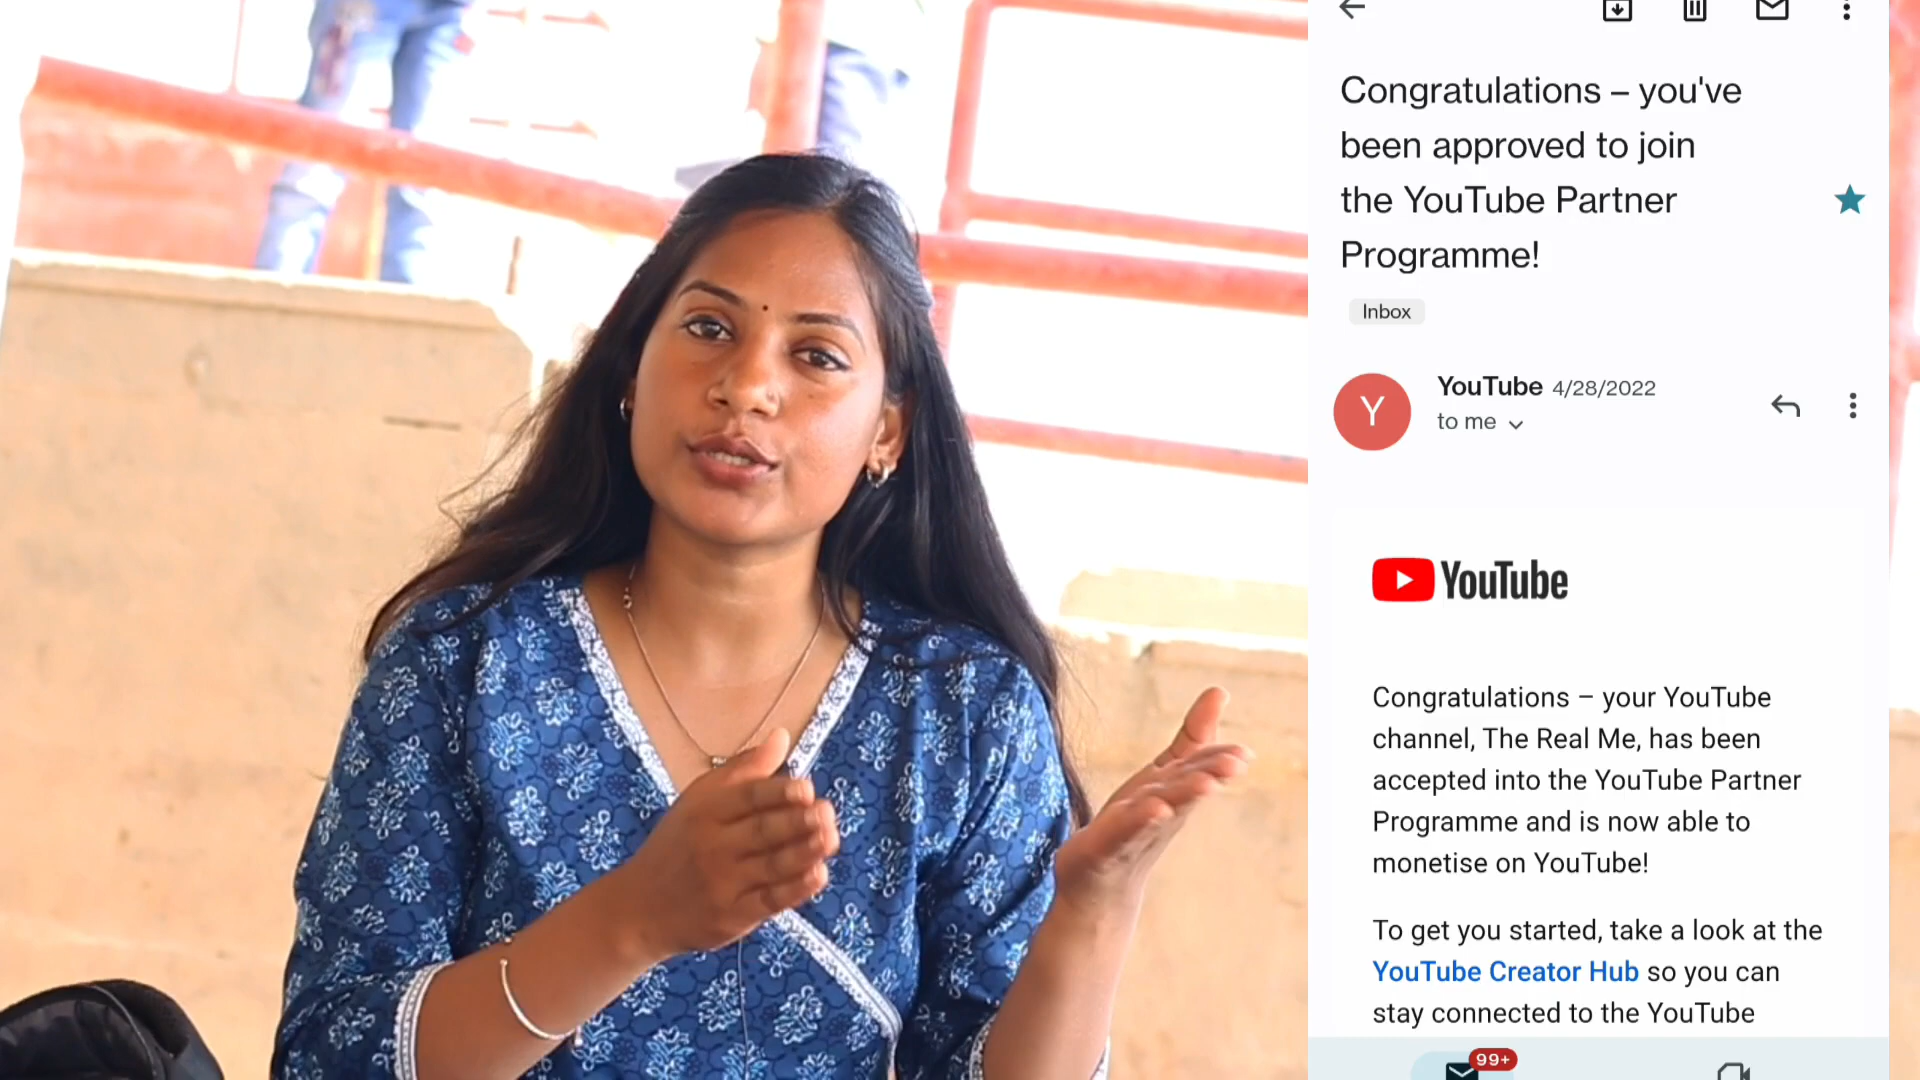 Congratulations – you've
been approved to join
the YouTube Partner
Programme!
Inbox
Y
YouTube 4/28/2022
to me
YouTube
Congratulations – your YouTube
channel, The Real Me, has been
accepted into the YouTube Partner
Programme and is now able to
monetise on YouTube!
To get you started, take a look at the
YouTube Creator Hub so you can
stay connected to the YouTube
99+